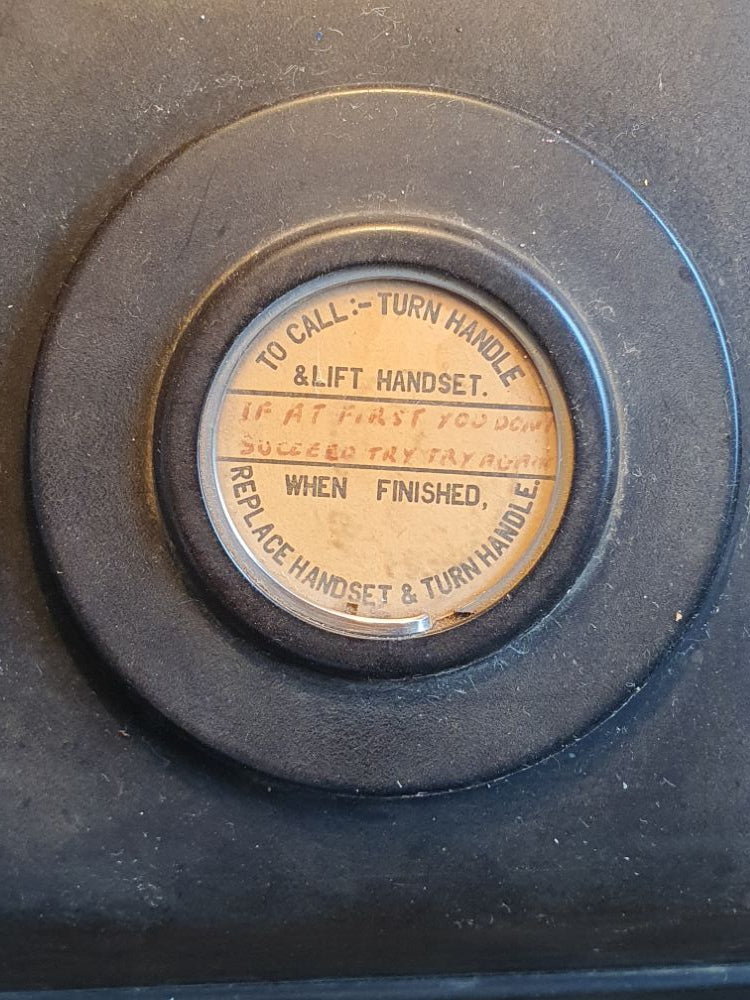 TO CALL:- TURN HANDLE
&LIFT HANDSET.
IF AT FIRST YOU DONT
SUCCEED TRY TRY AGAIN
WHEN FINISHED,
REPLACE HANDSET & TURN HANDLE.